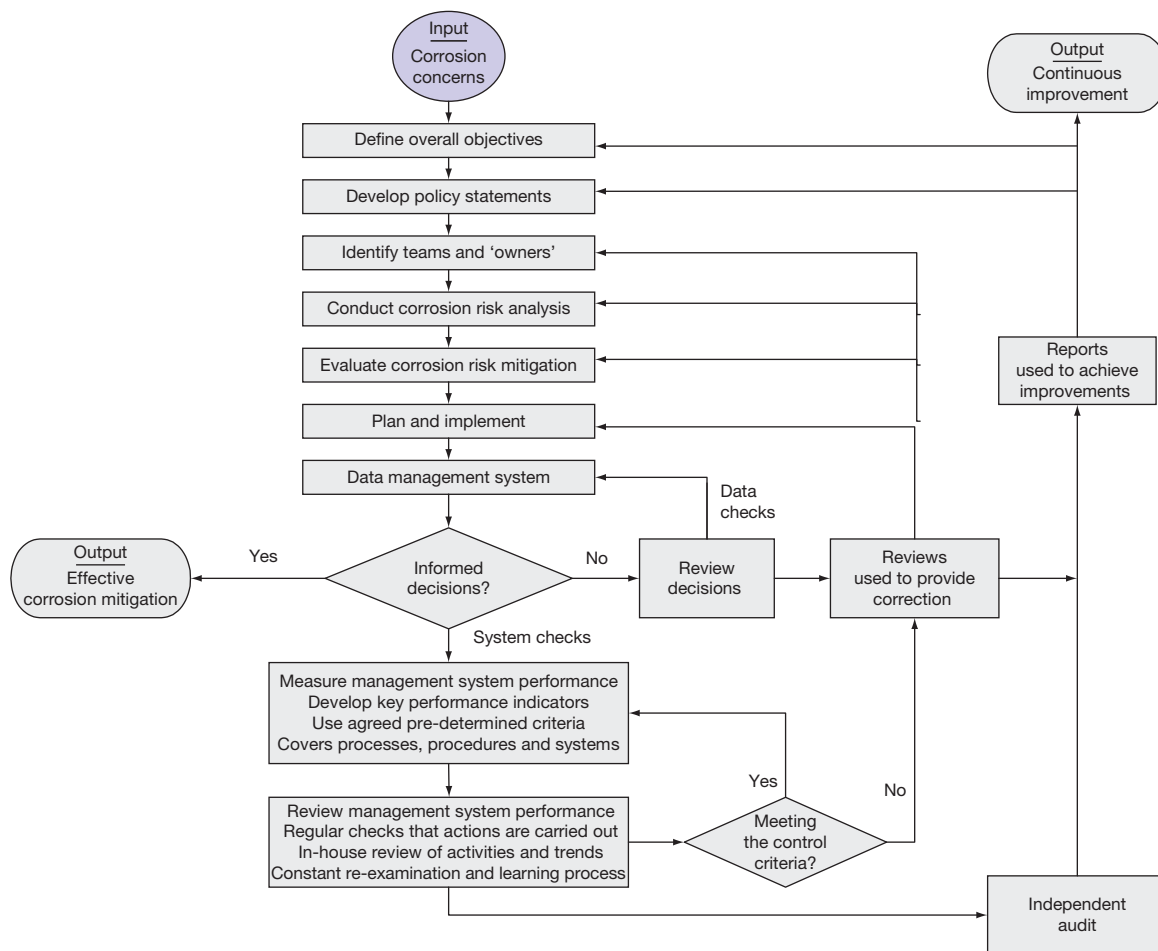 Input
Corrosion
concerns
Output
Continuous
improvement
Define overall objectives
Develop policy statements
Identify teams and ‘owners’
Conduct corrosion risk analysis
Evaluate corrosion risk mitigation
Reports
used to achieve
improvements
Plan and implement
Data management system
Data
checks
Output
Effective
corrosion mitigation
Yes
Informed
decisions?
No
Review
decisions
Reviews
used to provide
correction
System checks
Measure management system performance
Develop key performance indicators
Use agreed pre-determined criteria
Covers processes, procedures and systems
Yes
No
Review management system performance
Regular checks that actions are carried out
In-house review of activities and trends
Constant re-examination and learning process
Meeting
the control
criteria?
Independent
audit